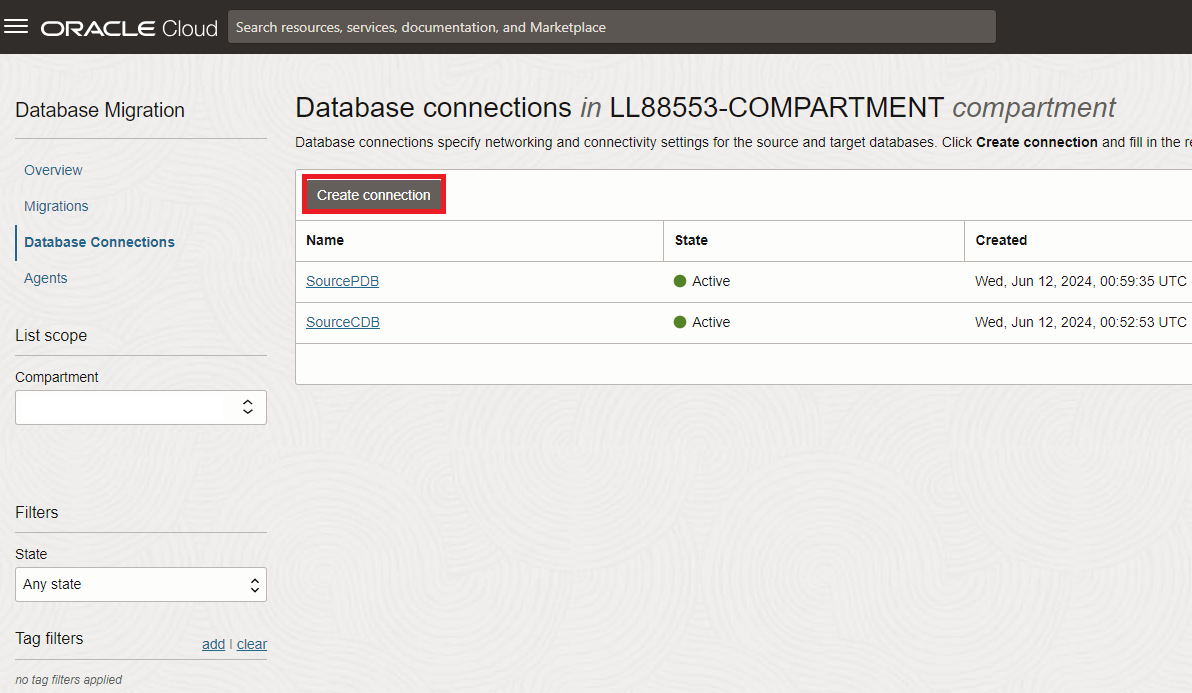 ORACLE Cloud
Search resources, services, documentation, and Marketplace
Database Migration
Overview
Migrations
Database Connections
Agents
List scope
Compartment
Filters
State
Any state
Tag filters
add | clear
no tag filters applied
Database connections in LL88553-COMPARTMENT compartment
Database connections specify networking and connectivity settings for the source and target databases. Click Create connection and fill in the
Create connection
Name State Created
SourcePDB Active Wed, Jun 12, 2024, 00:59:35 UTC
SourceCDB Active Wed, Jun 12, 2024, 00:52:53 UTC